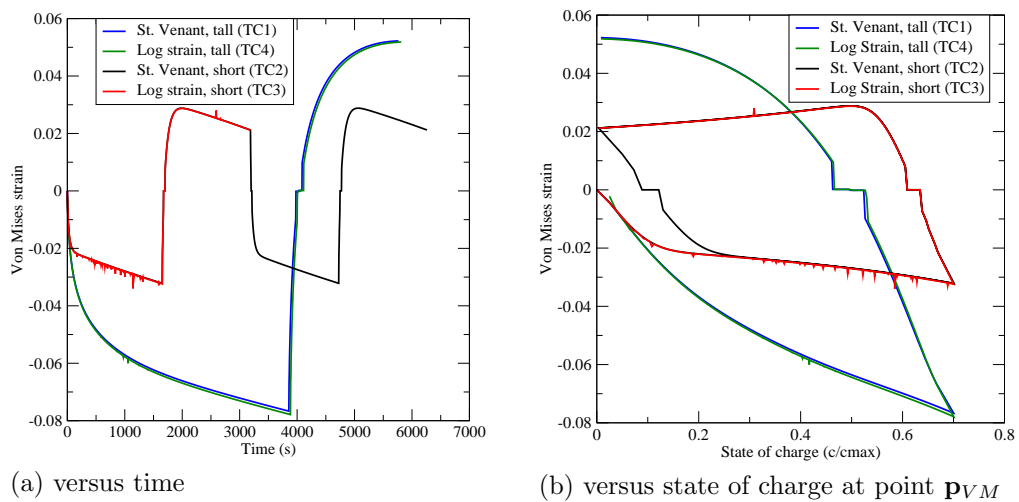 0.06
0.04
0.02
0
-0.02
-0.04
-0.06
-0.08
Von Mises strain
St. Venant, tall (TC1)
Log strain, tall (TC4)
St. Venant, short (TC2)
Log strain, short (TC3)
0 1000 2000 3000 4000 5000 6000 7000
Time (s)
(a) versus time
0.06
0.04
0.02
0
-0.02
-0.04
-0.06
-0.08
Von Mises strain
St. Venant, tall (TC1)
Log Strain, tall (TC4)
St. Venant, short (TC2)
Log Strain, short (TC3)
0 0.2 0.4 0.6 0.8
State of charge (c/cmax)
(b) versus state of charge at point p_VM